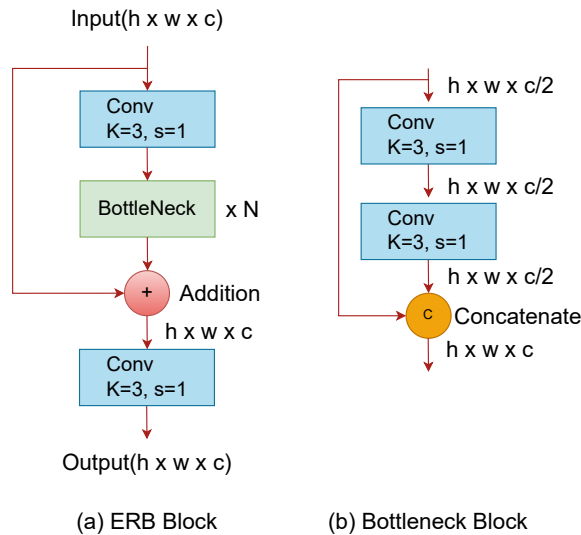 Input(h x w x c)
Conv
K=3, s=1
BottleNeck
x N
+
Addition
h x w x c
Conv
K=3, s=1
Output(h x w x c)
(a) ERB Block
h x w x c/2
Conv
K=3, s=1
h x w x c/2
Conv
K=3, s=1
h x w x c/2
C
Concatenate
h x w x c
(b) Bottleneck Block